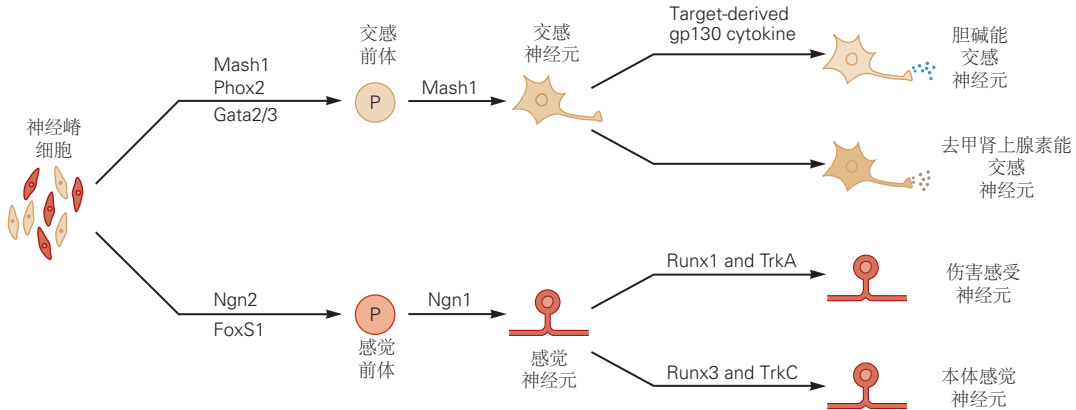 神经嵴
细胞
Mash1
Phox2
Gata2/3
交感
前体
P
Mash1
交感
神经元
Target-derived
gp130 cytokine
胆碱能
交感
神经元
去甲肾上腺素能
交感
神经元
Ngn2
FoxS1
P
感觉
前体
Ngn1
感觉
神经元
Runx1 and TrkA
伤害感受
神经元
Runx3 and TrkC
本体感觉
神经元